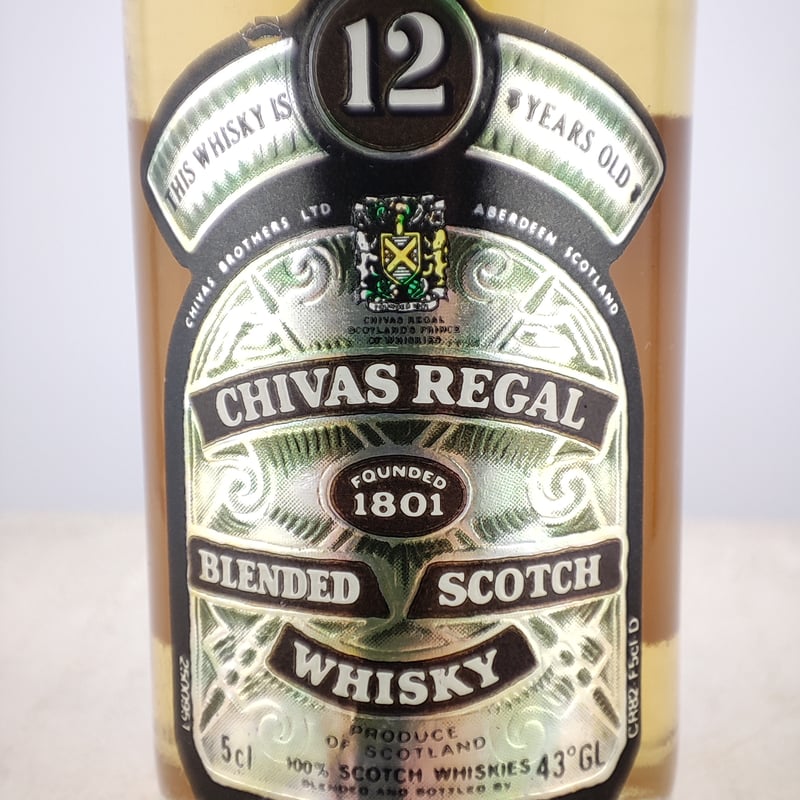 12
THIS WHISKY IS YEARS OLD
CHIVAS BROTHERS LTD ABERDEEN SCOTLAND
CHIVAS REGAL
SCOTLAND'S PRINCE
OF WHISKIES
CHIVAS REGAL
FOUNDED
1801
BLENDED SCOTCH
WHISKY
PRODUCE
OF SCOTLAND
5cl 43°GL
100% SCOTCH WHISKIES
BLENDED AND BOTTLED BY
CR82·F5cl·D